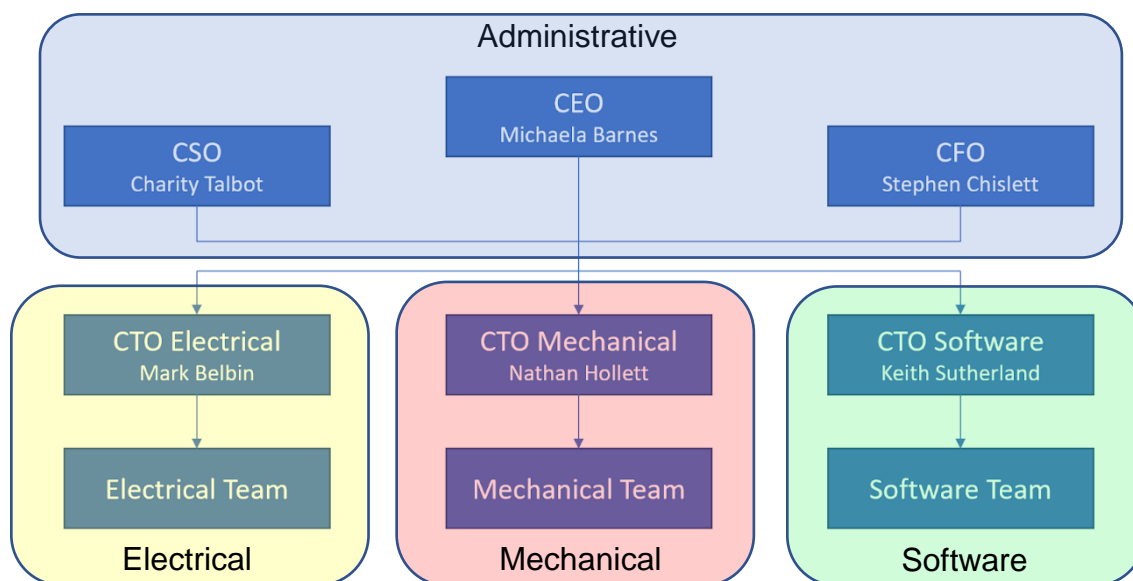 Administrative
CEO
Michaela Barnes
CSO
Charity Talbot
CFO
Stephen Chislett
CTO Electrical
Mark Belbin
CTO Mechanical
Nathan Hollett
CTO Software
Keith Sutherland
Electrical Team
Mechanical Team
Software Team
Electrical
Mechanical
Software